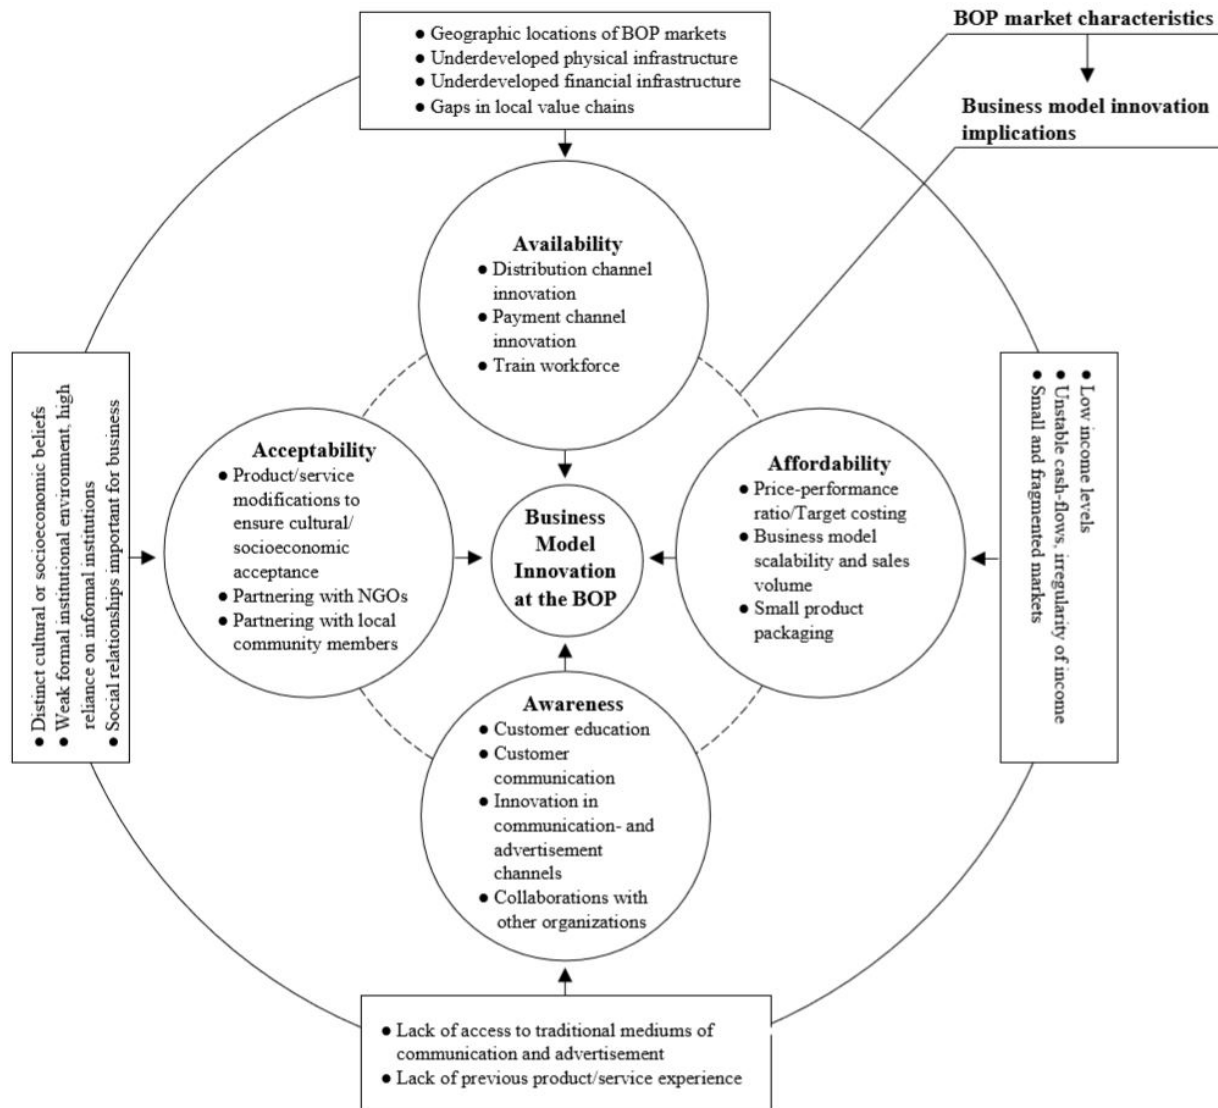 BOP market characteristics
Business model innovation
implications
● Geographic locations of BOP markets
● Underdeveloped physical infrastructure
● Underdeveloped financial infrastructure
● Gaps in local value chains
Availability
● Distribution channel
innovation
● Payment channel
innovation
● Train workforce
● Distinct cultural or socioeconomic beliefs
● Weak formal institutional environment, high
reliance on informal institutions
● Social relationships important for business
Acceptability
● Product/service
modifications to
ensure cultural/
socioeconomic
acceptance
● Partnering with NGOs
● Partnering with local
community members
Business
Model
Innovation
at the BOP
Affordability
● Price-performance
ratio/Target costing
● Business model
scalability and sales
volume
● Small product
packaging
● Low income levels
● Unstable cash-flows, irregularity of income
● Small and fragmented markets
Awareness
● Customer education
● Customer
communication
● Innovation in
communication- and
advertisement
channels
● Collaborations with
other organizations
● Lack of access to traditional mediums of
communication and advertisement
● Lack of previous product/service experience